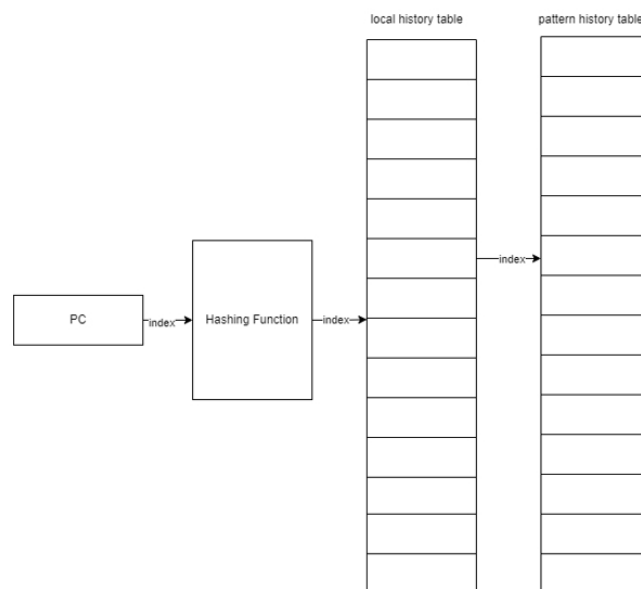 local history table
pattern history table
PC
index
Hashing Function
index
index